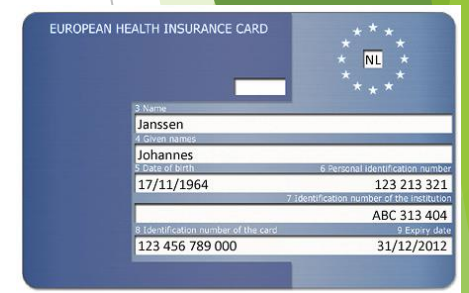 EUROPEAN HEALTH INSURANCE CARD
NL
3 Name
Janssen
4 Given names
Johannes
5 Date of birth 6 Personal identification number
17/11/1964 123 213 321
7 Identification number of the institution
ABC 313 404
8 Identification number of the card 9 Expiry date
123 456 789 000 31/12/2012